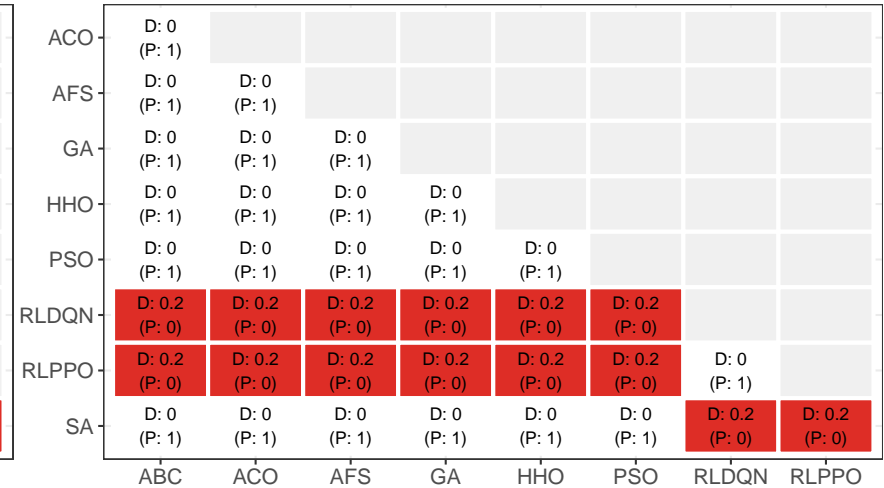 ACO D: 0
(P: 1)
AFS D: 0 D: 0
(P: 1) (P: 1)
GA D: 0 D: 0 D: 0
(P: 1) (P: 1) (P: 1)
HHO D: 0 D: 0 D: 0 D: 0
(P: 1) (P: 1) (P: 1) (P: 1)
PSO D: 0 D: 0 D: 0 D: 0 D: 0
(P: 1) (P: 1) (P: 1) (P: 1) (P: 1)
RLDQN D: 0.2 D: 0.2 D: 0.2 D: 0.2 D: 0.2 D: 0.2
(P: 0) (P: 0) (P: 0) (P: 0) (P: 0) (P: 0)
RLPPO D: 0.2 D: 0.2 D: 0.2 D: 0.2 D: 0.2 D: 0.2 D: 0
(P: 0) (P: 0) (P: 0) (P: 0) (P: 0) (P: 0) (P: 1)
SA D: 0 D: 0 D: 0 D: 0 D: 0 D: 0 D: 0.2 D: 0.2
(P: 1) (P: 1) (P: 1) (P: 1) (P: 1) (P: 1) (P: 0) (P: 0)
ABC ACO AFS GA HHO PSO RLDQN RLPPO